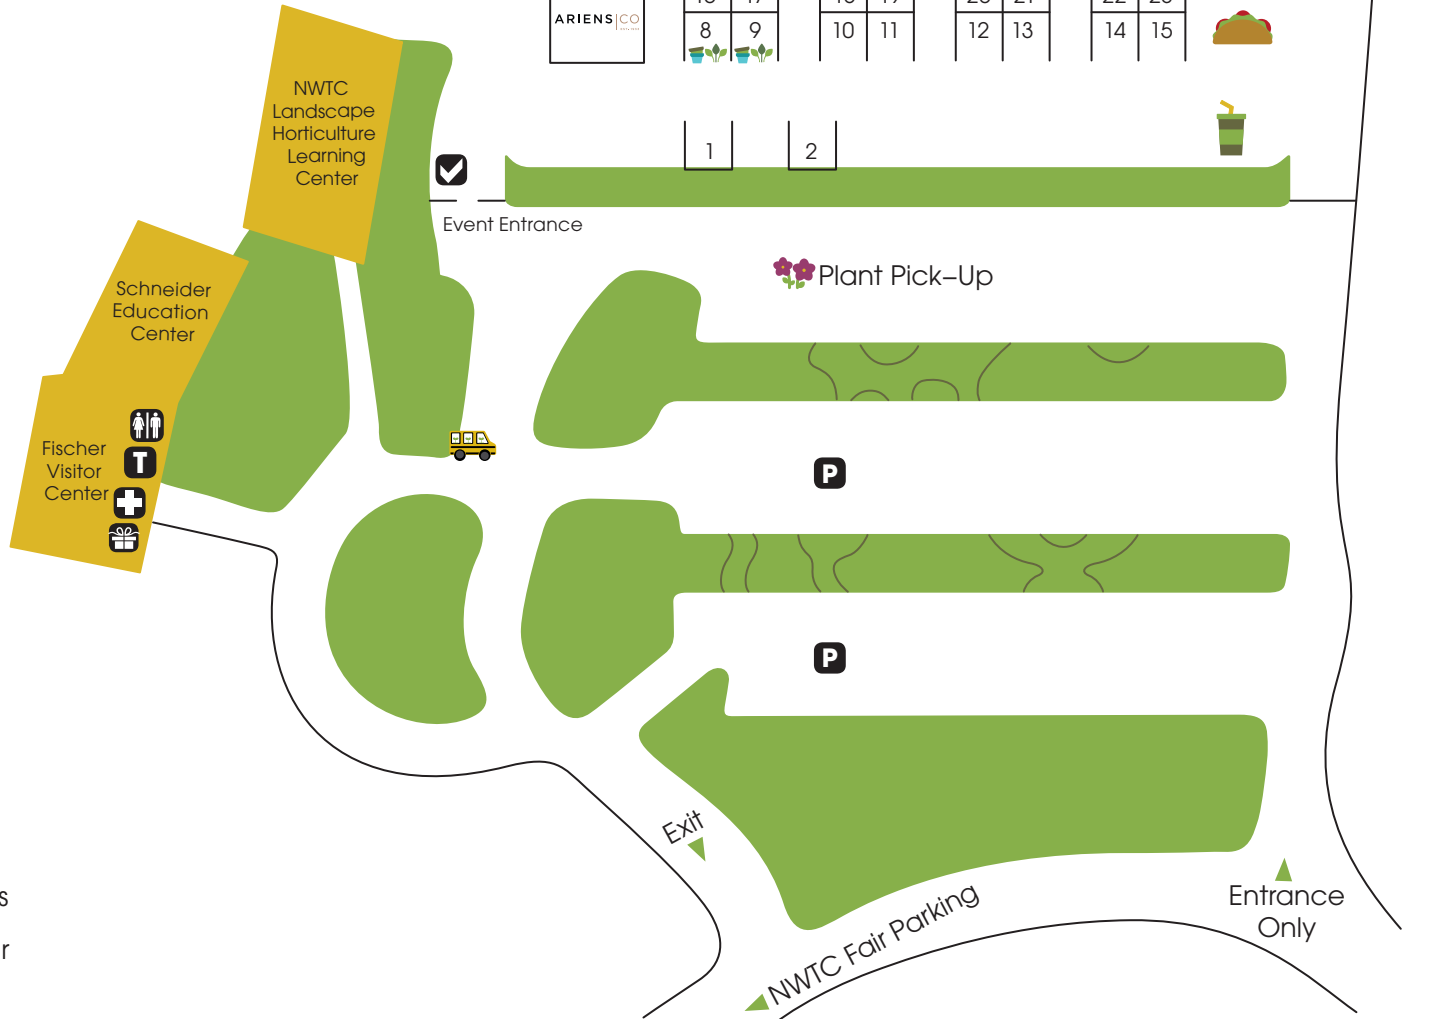 ARIENS|CO
8
9
10
11
12
13
14
15
1
2
NWTC
Landscape
Horticulture
Learning
Center
Event Entrance
Plant Pick–Up
Schneider
Education
Center
Fischer
Visitor
Center
T
P
P
Exit
NWTC Fair Parking
Entrance
Only
s
r